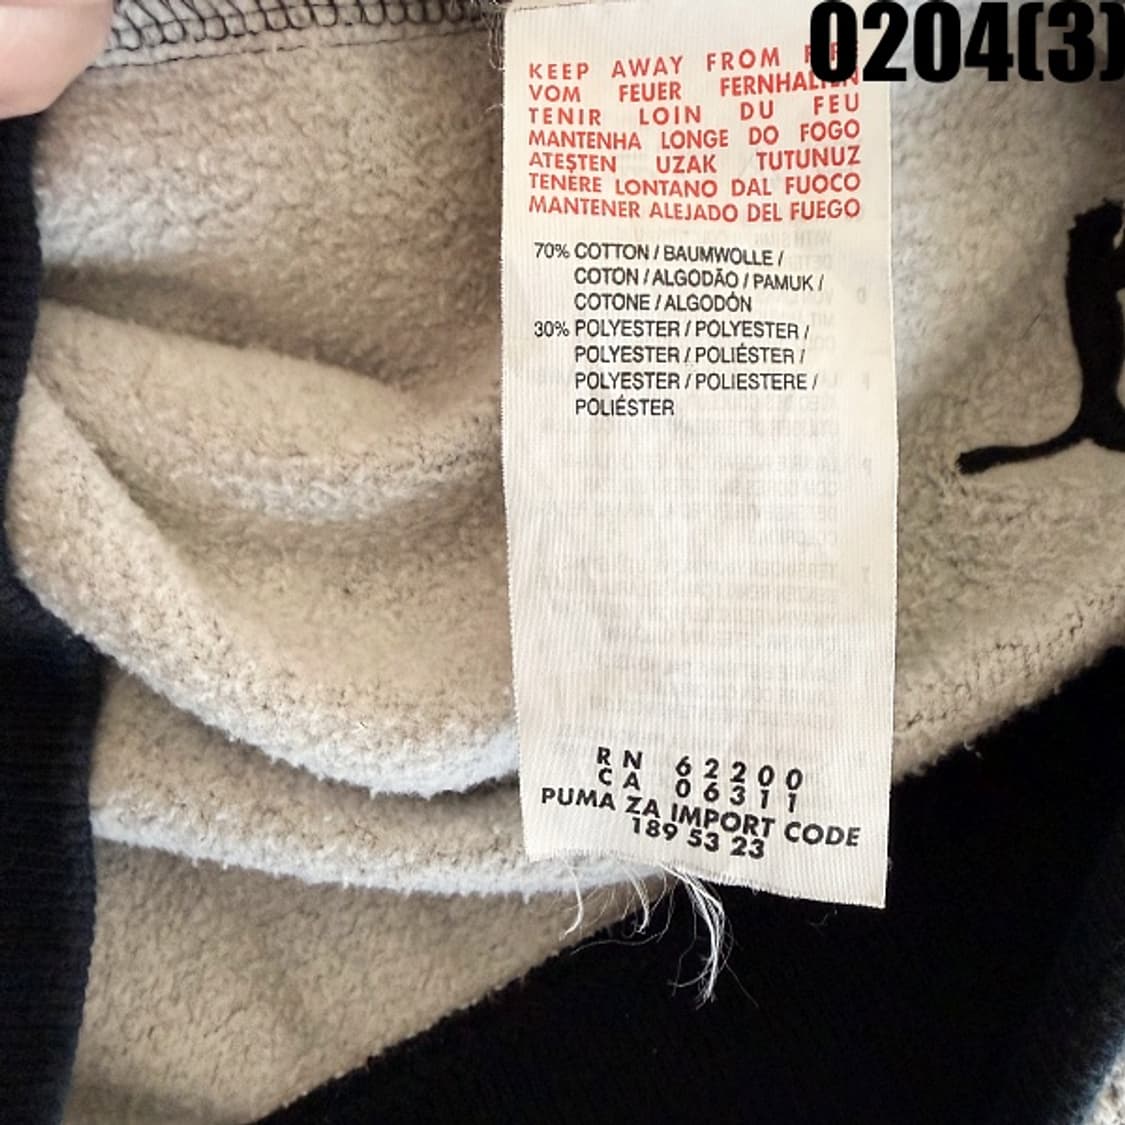 0204(3)
KEEP AWAY FROM FIRE
VOM FEUER FERNHALTEN
TENIR LOIN DU FEU
MANTENHA LONGE DO FOGO
ATEŞTEN UZAK TUTUNUZ
TENERE LONTANO DAL FUOCO
MANTENER ALEJADO DEL FUEGO
70% COTTON / BAUMWOLLE /
COTON / ALGODÃO / PAMUK /
COTONE / ALGODÓN
30% POLYESTER / POLYESTER /
POLYESTER / POLIÉSTER /
POLYESTER / POLIESTERE /
POLIÉSTER
RN 62200
CA 06311
PUMA ZA IMPORT CODE
189 53 23